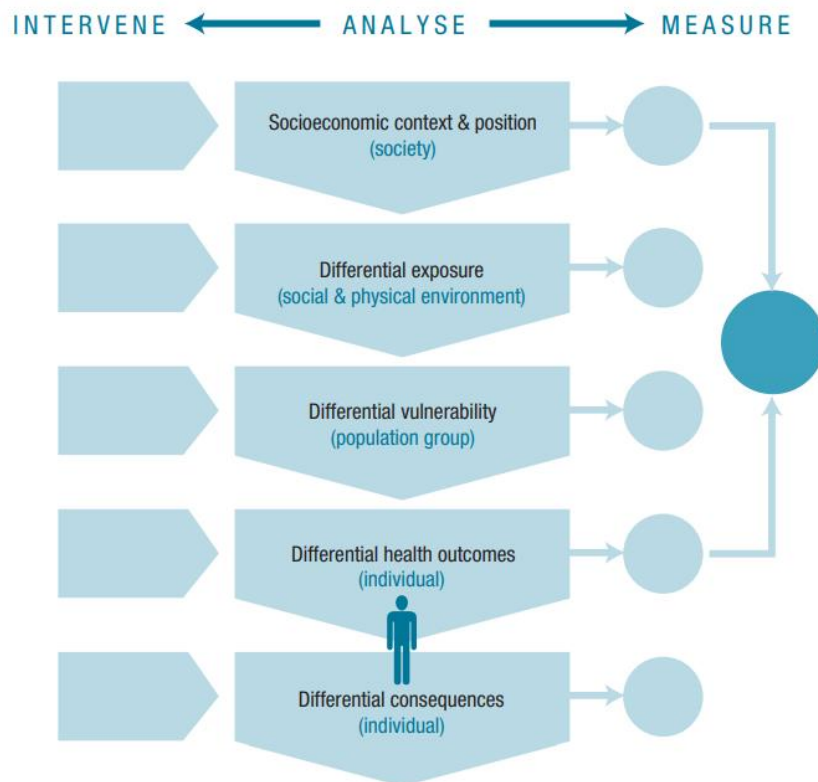 INTERVENE ANALYSE MEASURE
Socioeconomic context & position
(society)
Differential exposure
(social & physical environment)
Differential vulnerability
(population group)
Differential health outcomes
(individual)
Differential consequences
(individual)